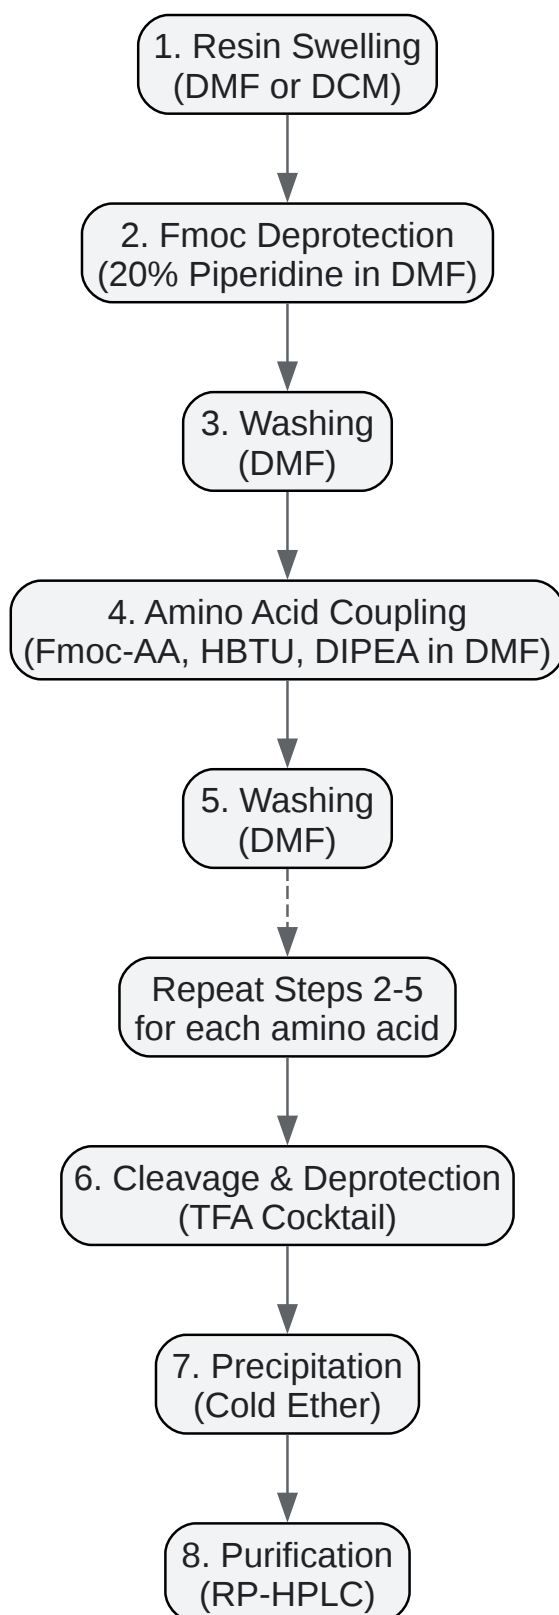 1. Resin Swelling
(DMF or DCM)
2. Fmoc Deprotection
(20% Piperidine in DMF)
3. Washing
(DMF)
4. Amino Acid Coupling
(Fmoc-AA, HBTU, DIPEA in DMF)
5. Washing
(DMF)
Repeat Steps 2-5
for each amino acid
6. Cleavage & Deprotection
(TFA Cocktail)
7. Precipitation
(Cold Ether)
8. Purification
(RP-HPLC)